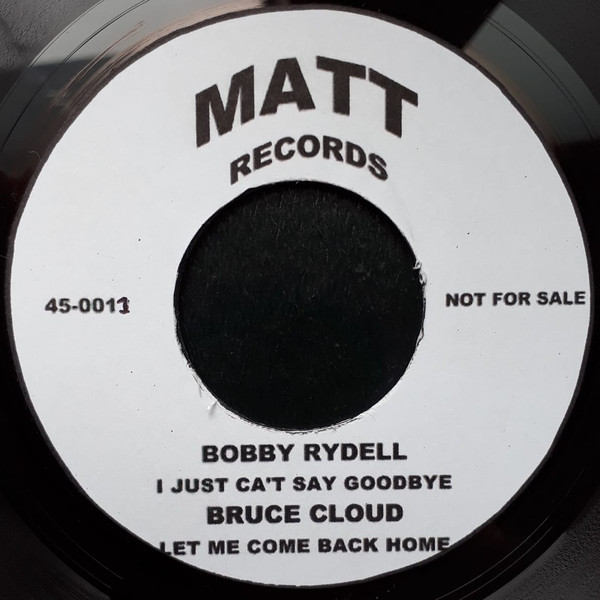 MATT
RECORDS
45-0011
NOT FOR SALE
BOBBY RYDELL
I JUST CA'T SAY GOODBYE
BRUCE CLOUD
LET ME COME BACK HOME